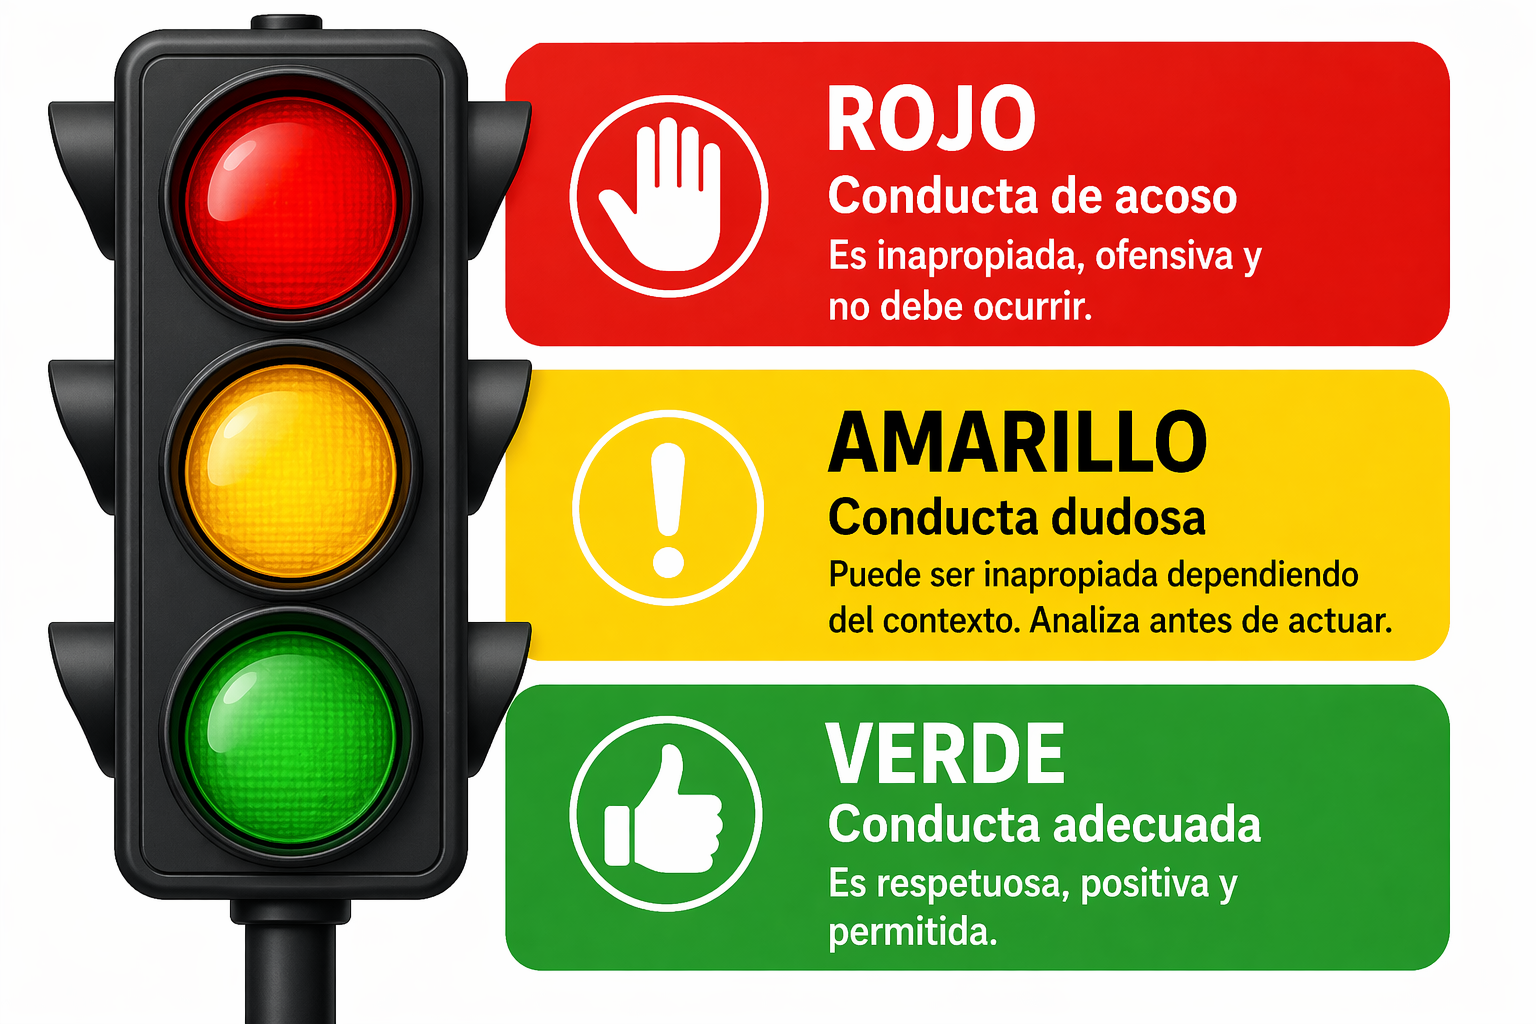 ROJO
Conducta de acoso
Es inapropiada, ofensiva y
no debe ocurrir.
AMARILLO
Conducta dudosa
Puede ser inapropiada dependiendo
del contexto. Analiza antes de actuar.
VERDE
Conducta adecuada
Es respetuosa, positiva y
permitida.